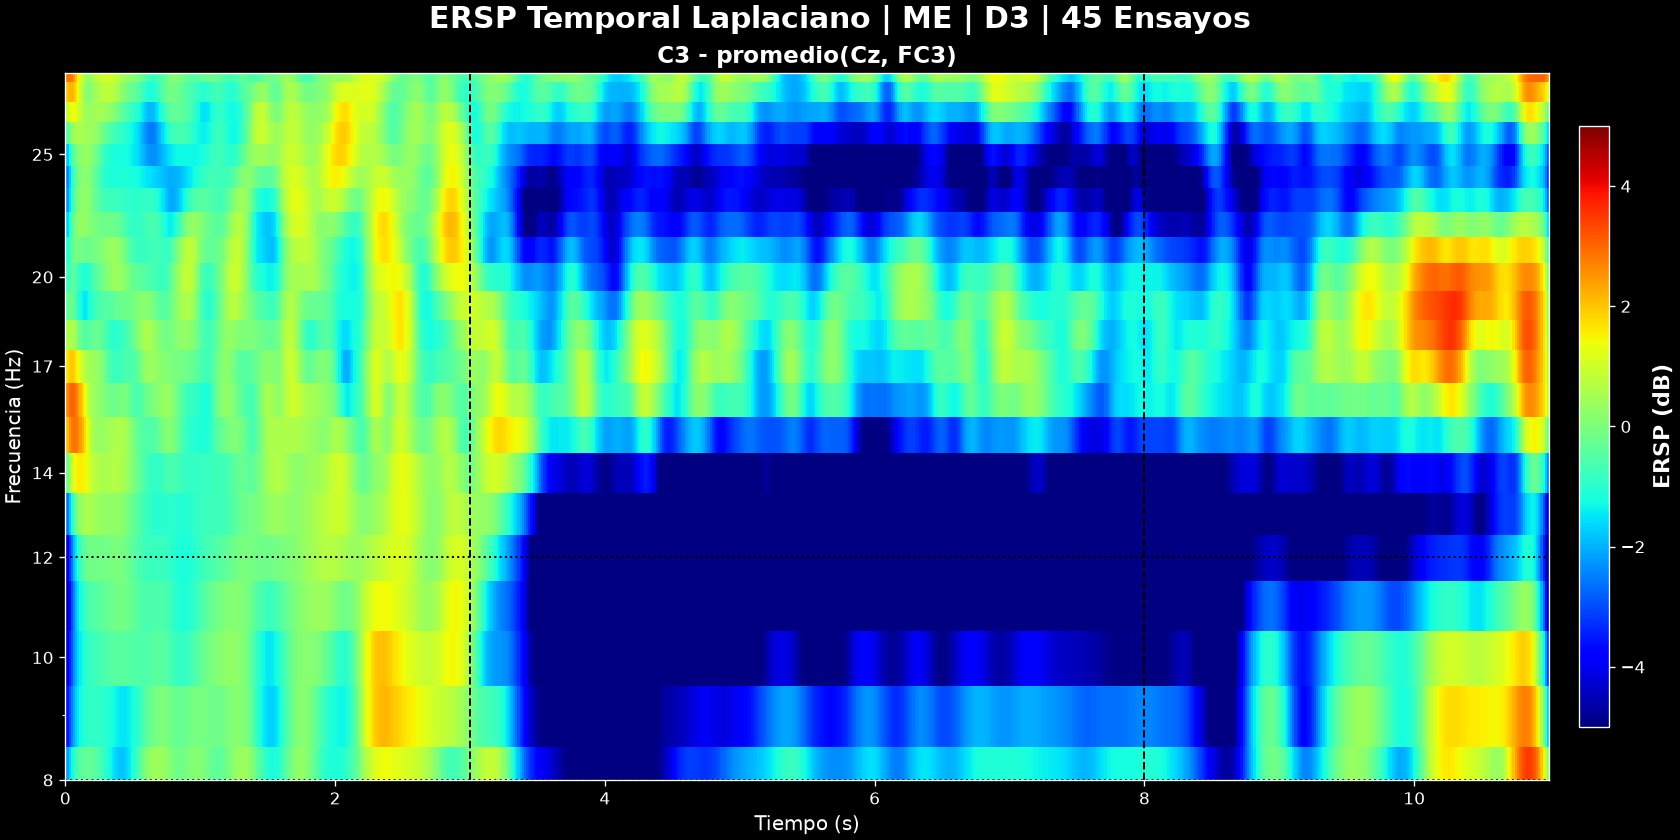 ERSP Temporal Laplaciano | ME | D3 | 45 Ensayos
C3 - promedio(Cz, FC3)
Frecuencia (Hz)
25
20
17
14
12
10
8
0 2 4 6 8 10
Tiempo (s)
4
2
0
−2
−4
ERSP (dB)